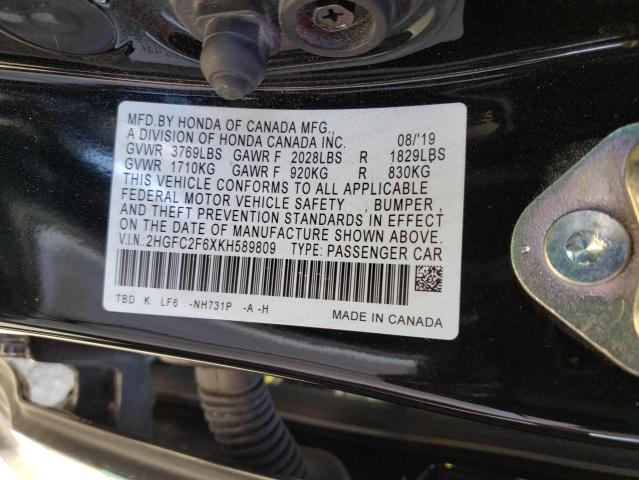 MFD.BY HONDA OF CANADA MFG.,
A DIVISION OF HONDA CANADA INC. 08/'19
GVWR 3769LBS GAWR F 2028LBS R 1829LBS
GVWR 1710KG GAWR F 920KG R 830KG
THIS VEHICLE CONFORMS TO ALL APPLICABLE
FEDERAL MOTOR VEHICLE SAFETY , BUMPER,
AND THEFT PREVENTION STANDARDS IN EFFECT
ON THE DATE OF MANUFACTURE SHOWN ABOVE.
V.I.N.:2HGFC2F6XKH589809 TYPE: PASSENGER CAR
TBD K LF6 -NH731P -A -H
MADE IN CANADA